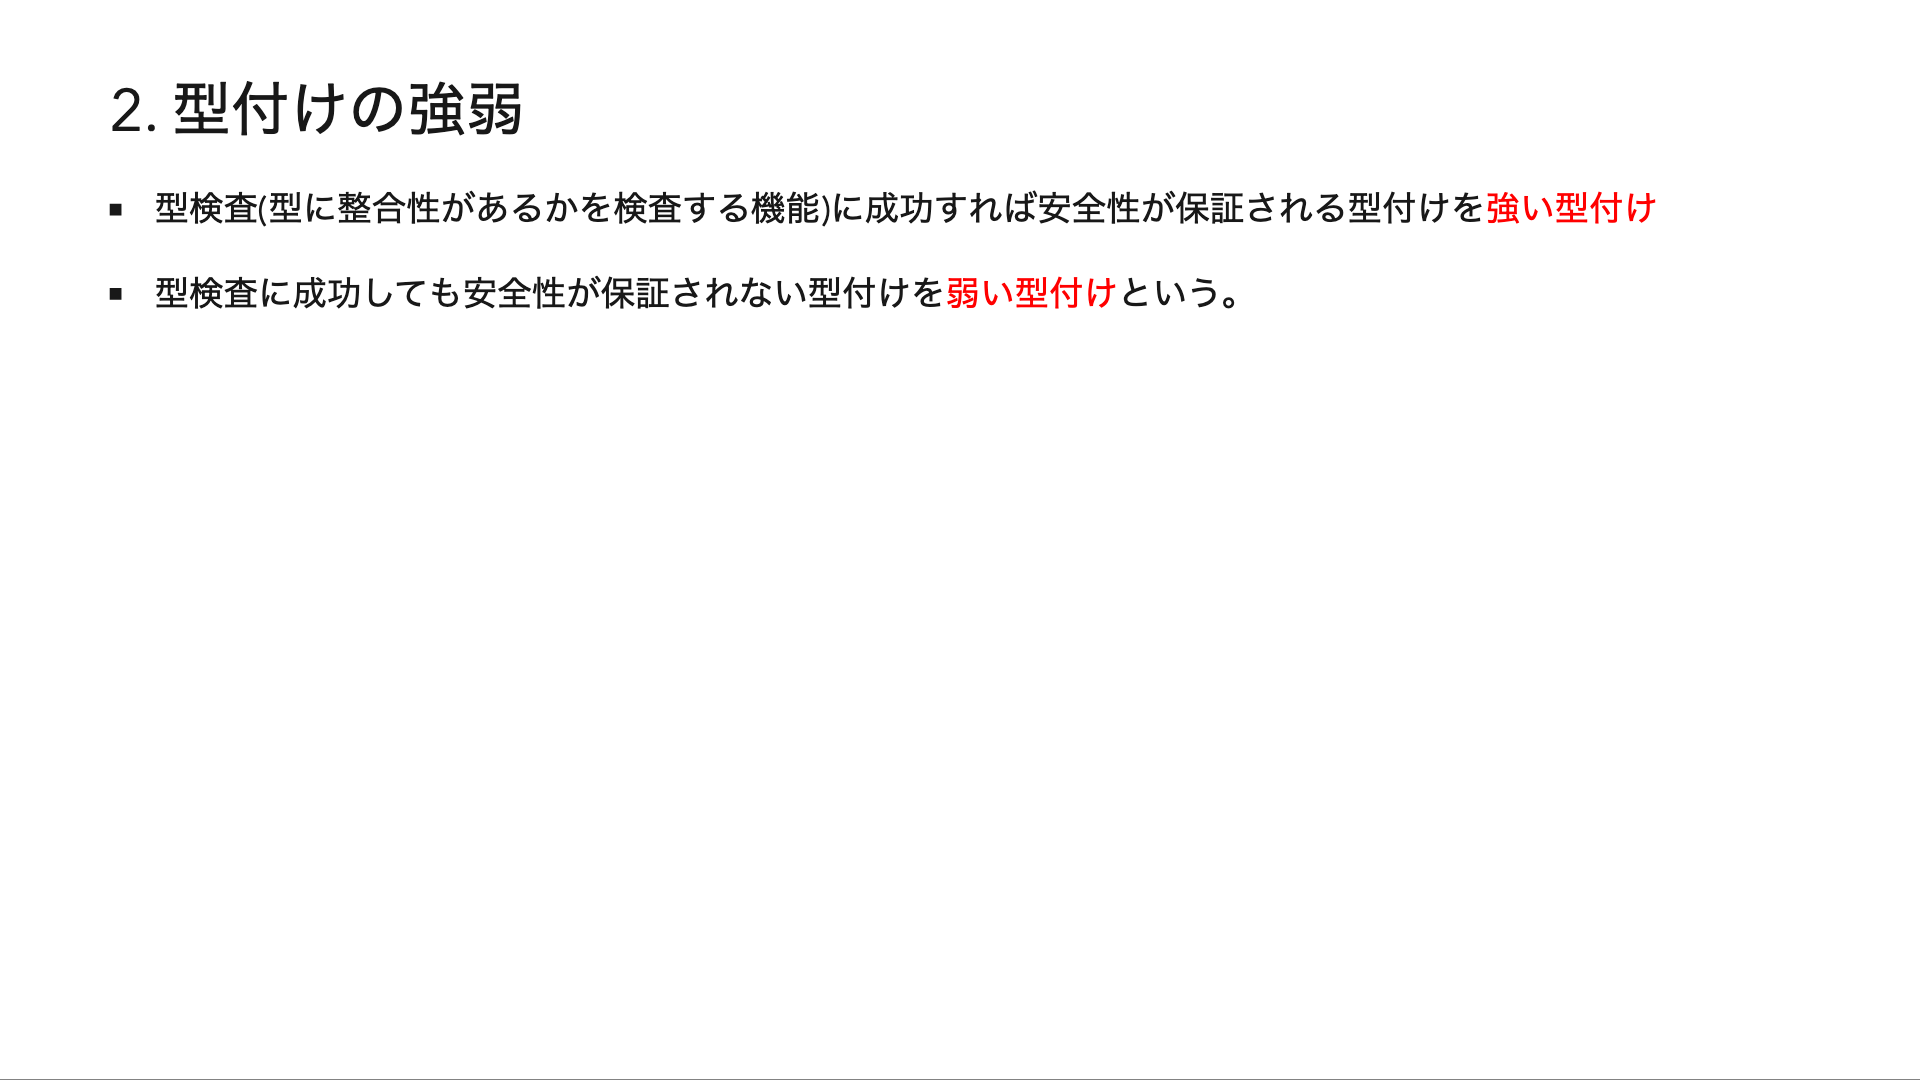 2. 型付けの強弱
▪ 型検査(型に整合性があるかを検査する機能)に成功すれば安全性が保証される型付けを強い型付け
▪ 型検査に成功しても安全性が保証されない型付けを弱い型付けという。